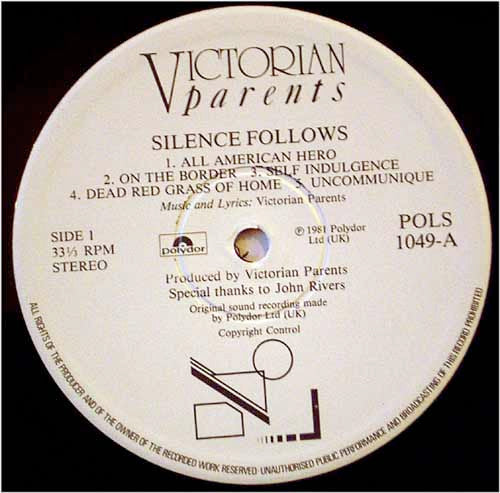 VICTORIAN
parents
SILENCE FOLLOWS
1. ALL AMERICAN HERO
2. ON THE BORDER 3. SELF INDULGENCE
4. DEAD RED GRASS OF HOME 5. UNCOMMUNIQUE
Music and Lyrics: Victorian Parents
SIDE 1
33⅓ RPM
STEREO
polydor
℗ 1981 Polydor
Ltd (UK)
POLS
1049-A
Produced by Victorian Parents
Special thanks to John Rivers
Original sound recording made
by Polydor Ltd (UK)
Copyright Control
ALL RIGHTS OF THE PRODUCER AND OF THE OWNER OF THE RECORDED WORK RESERVED · UNAUTHORISED PUBLIC PERFORMANCE AND BROADCASTING OF THIS RECORD PROHIBITED